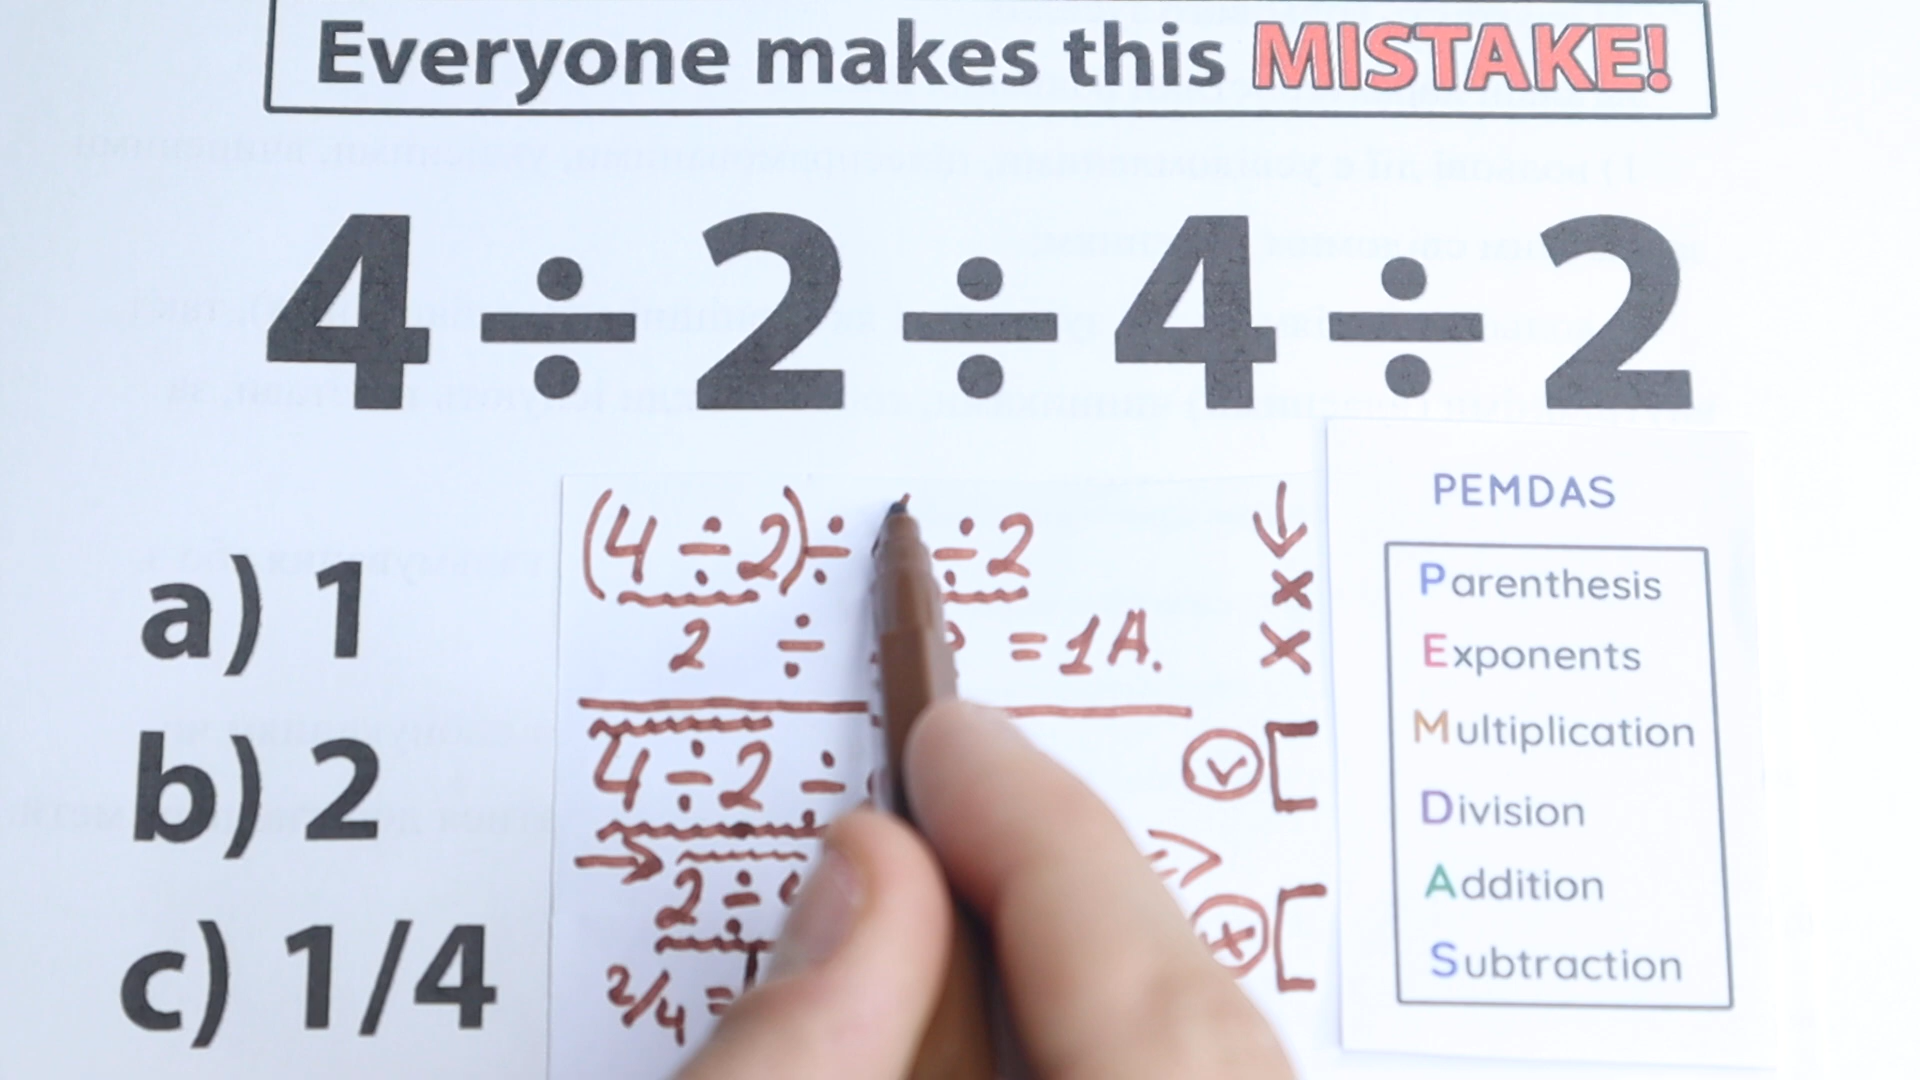 Everyone makes this MISTAKE!
4 ÷ 2 ÷ 4 ÷ 2
a) 1
b) 2
c) 1/4
(4 ÷ 2) ÷ ÷ 2
2 ÷ = 1 A.
4 ÷ 2 ÷
2 ÷
2/4 =
PEMDAS
Parenthesis
Exponents
Multiplication
Division
Addition
Subtraction